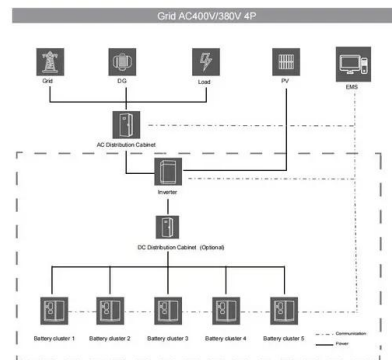 Grid AC400V/380V 4P
Grid
DG
Load
PV
EMS
AC Distribution Cabinet
Inverter
DC Distribution Cabinet (Optional)
Battery cluster 1
Battery cluster 2
Battery cluster 3
Battery cluster 4
Battery cluster 5
Communication
Power